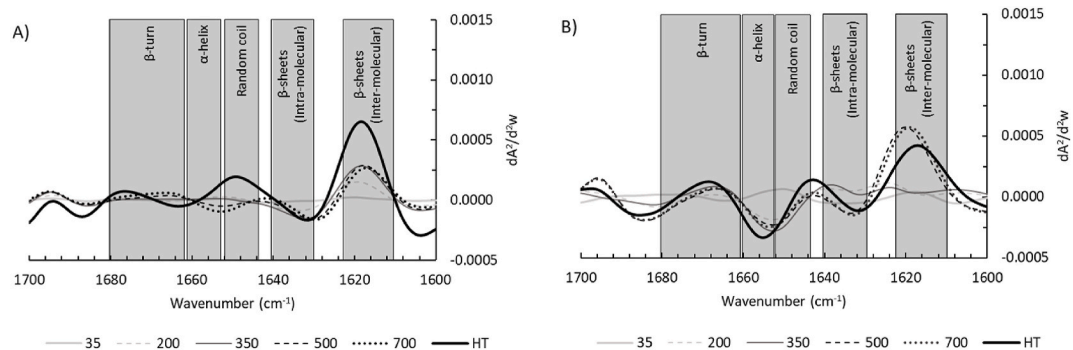 A)
β-turn
α-helix
Random coil
β-sheets
(Intra-molecular)
β-sheets
(Inter-molecular)
0.0015
0.0010
0.0005
0.0000
-0.0005
dA²/d²w
1700 1680 1660 1640 1620 1600
Wavenumber (cm⁻¹)
35 200 350 500 700 HT
B)
β-turn
α-helix
Random coil
β-sheets
(Intra-molecular)
β-sheets
(Inter-molecular)
0.0015
0.0010
0.0005
0.0000
-0.0005
dA²/d²w
1700 1680 1660 1640 1620 1600
Wavenumber (cm⁻¹)
35 200 350 500 700 HT